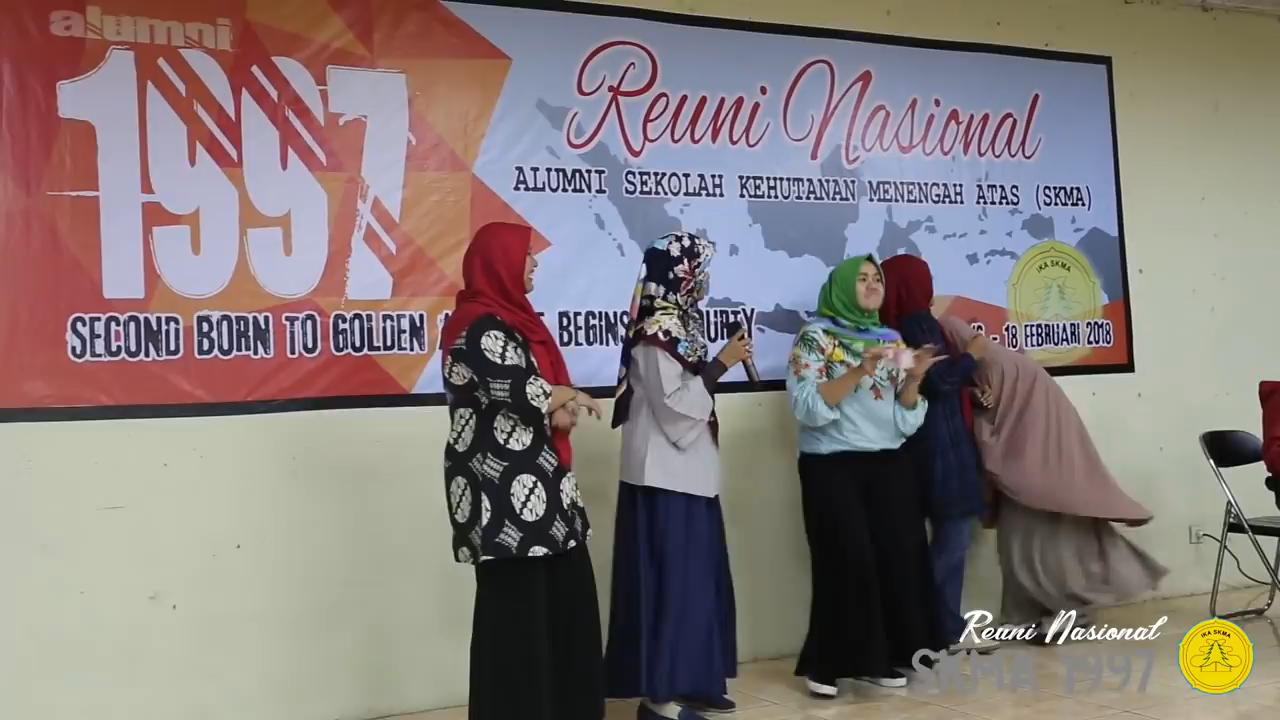 alumni
1997
Reuni Nasional
ALUMNI SEKOLAH KEHUTANAN MENENGAH ATAS (SKMA)
IKA SKMA
SECOND BORN TO GOLDEN
BEGINS
- 18 FEBRUARI 2018
Reuni Nasional
SKMA 1997
IKA SKMA